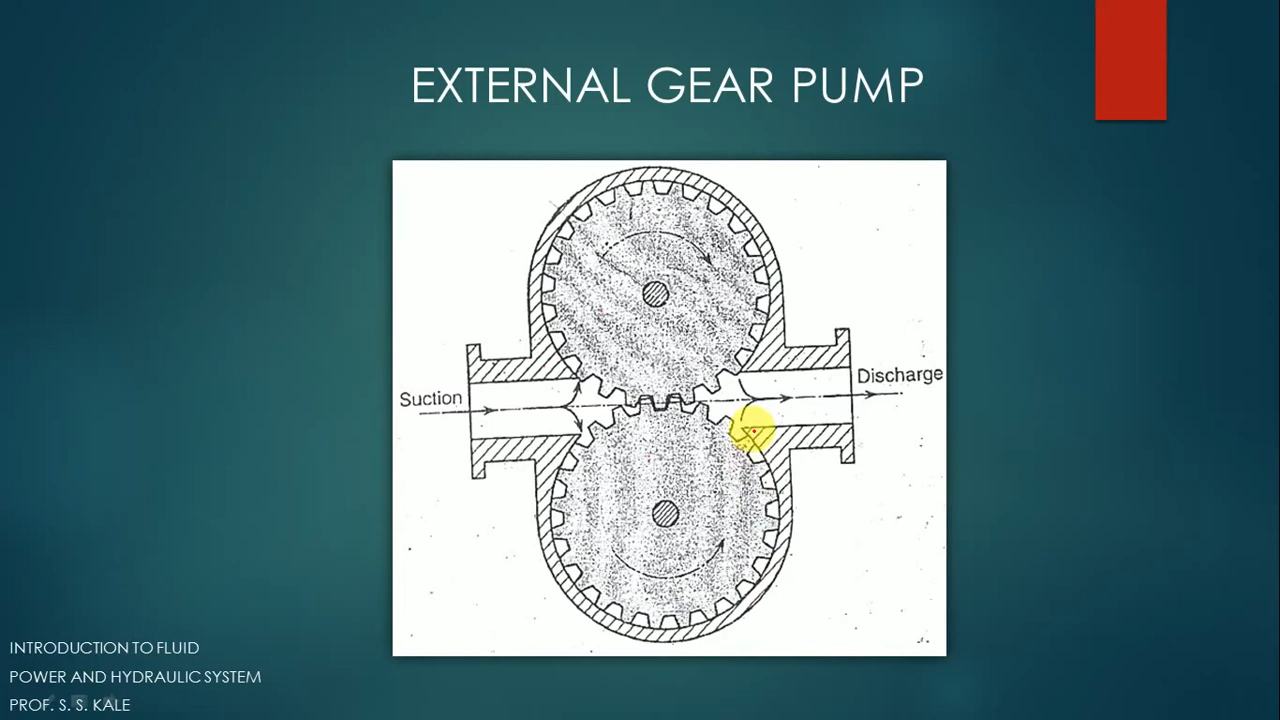 EXTERNAL GEAR PUMP
Suction
Discharge
INTRODUCTION TO FLUID
POWER AND HYDRAULIC SYSTEM
PROF. S. S. KALE